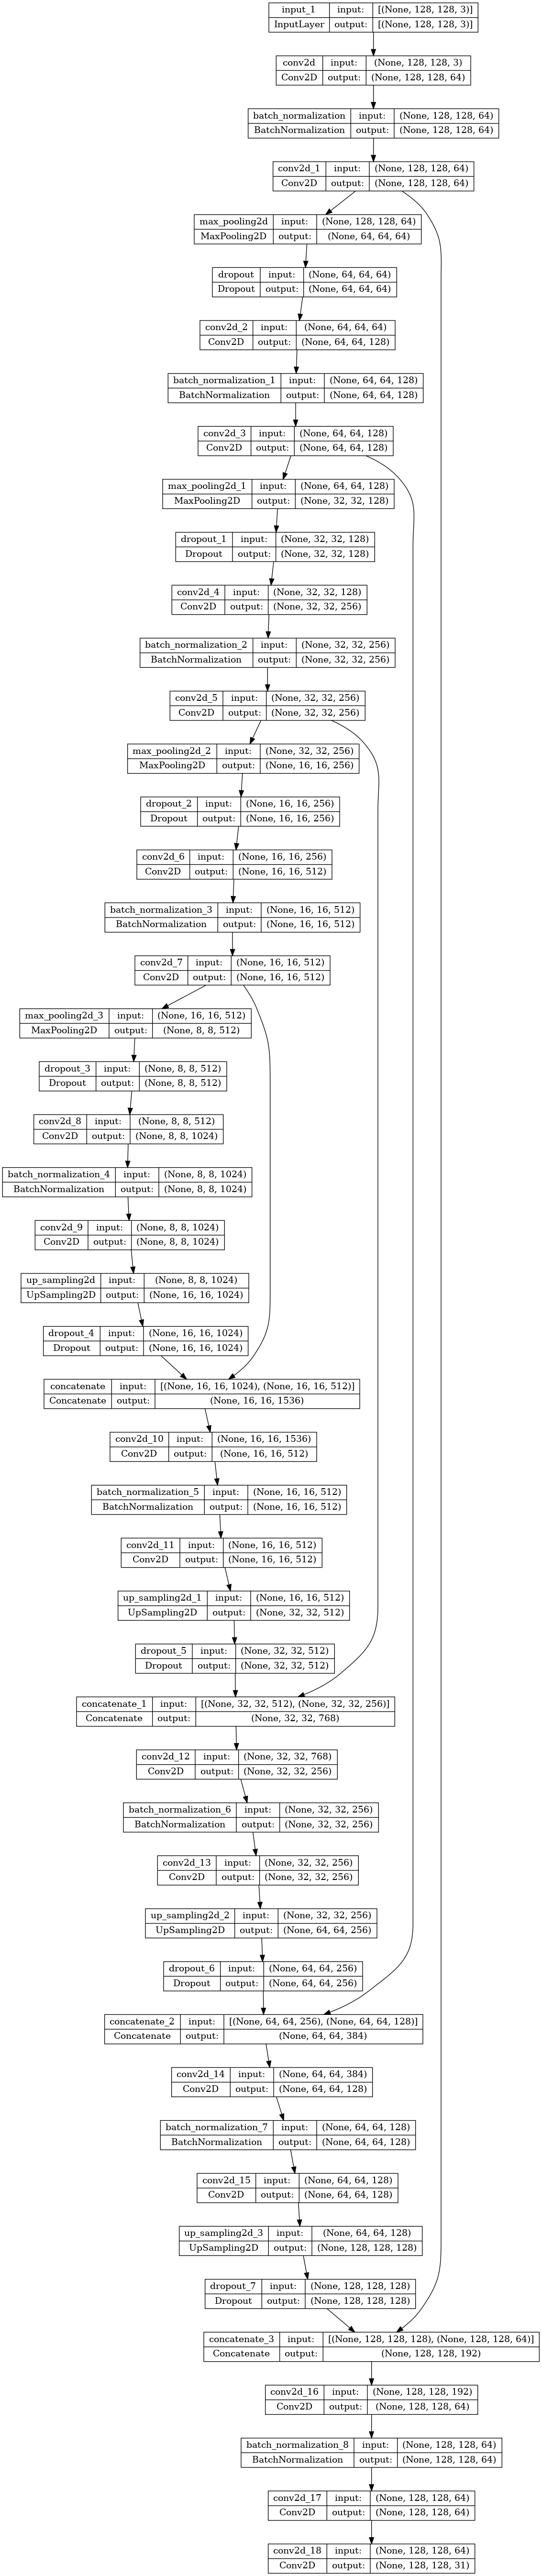 input_1 input: [(None, 128, 128, 3)]
InputLayer output: [(None, 128, 128, 3)]
conv2d input: (None, 128, 128, 3)
Conv2D output: (None, 128, 128, 64)
batch_normalization input: (None, 128, 128, 64)
BatchNormalization output: (None, 128, 128, 64)
conv2d_1 input: (None, 128, 128, 64)
Conv2D output: (None, 128, 128, 64)
max_pooling2d input: (None, 128, 128, 64)
MaxPooling2D output: (None, 64, 64, 64)
dropout input: (None, 64, 64, 64)
Dropout output: (None, 64, 64, 64)
conv2d_2 input: (None, 64, 64, 64)
Conv2D output: (None, 64, 64, 128)
batch_normalization_1 input: (None, 64, 64, 128)
BatchNormalization output: (None, 64, 64, 128)
conv2d_3 input: (None, 64, 64, 128)
Conv2D output: (None, 64, 64, 128)
max_pooling2d_1 input: (None, 64, 64, 128)
MaxPooling2D output: (None, 32, 32, 128)
dropout_1 input: (None, 32, 32, 128)
Dropout output: (None, 32, 32, 128)
conv2d_4 input: (None, 32, 32, 128)
Conv2D output: (None, 32, 32, 256)
batch_normalization_2 input: (None, 32, 32, 256)
BatchNormalization output: (None, 32, 32, 256)
conv2d_5 input: (None, 32, 32, 256)
Conv2D output: (None, 32, 32, 256)
max_pooling2d_2 input: (None, 32, 32, 256)
MaxPooling2D output: (None, 16, 16, 256)
dropout_2 input: (None, 16, 16, 256)
Dropout output: (None, 16, 16, 256)
conv2d_6 input: (None, 16, 16, 256)
Conv2D output: (None, 16, 16, 512)
batch_normalization_3 input: (None, 16, 16, 512)
BatchNormalization output: (None, 16, 16, 512)
conv2d_7 input: (None, 16, 16, 512)
Conv2D output: (None, 16, 16, 512)
max_pooling2d_3 input: (None, 16, 16, 512)
MaxPooling2D output: (None, 8, 8, 512)
dropout_3 input: (None, 8, 8, 512)
Dropout output: (None, 8, 8, 512)
conv2d_8 input: (None, 8, 8, 512)
Conv2D output: (None, 8, 8, 1024)
batch_normalization_4 input: (None, 8, 8, 1024)
BatchNormalization output: (None, 8, 8, 1024)
conv2d_9 input: (None, 8, 8, 1024)
Conv2D output: (None, 8, 8, 1024)
up_sampling2d input: (None, 8, 8, 1024)
UpSampling2D output: (None, 16, 16, 1024)
dropout_4 input: (None, 16, 16, 1024)
Dropout output: (None, 16, 16, 1024)
concatenate input: [(None, 16, 16, 1024), (None, 16, 16, 512)]
Concatenate output: (None, 16, 16, 1536)
conv2d_10 input: (None, 16, 16, 1536)
Conv2D output: (None, 16, 16, 512)
batch_normalization_5 input: (None, 16, 16, 512)
BatchNormalization output: (None, 16, 16, 512)
conv2d_11 input: (None, 16, 16, 512)
Conv2D output: (None, 16, 16, 512)
up_sampling2d_1 input: (None, 16, 16, 512)
UpSampling2D output: (None, 32, 32, 512)
dropout_5 input: (None, 32, 32, 512)
Dropout output: (None, 32, 32, 512)
concatenate_1 input: [(None, 32, 32, 512), (None, 32, 32, 256)]
Concatenate output: (None, 32, 32, 768)
conv2d_12 input: (None, 32, 32, 768)
Conv2D output: (None, 32, 32, 256)
batch_normalization_6 input: (None, 32, 32, 256)
BatchNormalization output: (None, 32, 32, 256)
conv2d_13 input: (None, 32, 32, 256)
Conv2D output: (None, 32, 32, 256)
up_sampling2d_2 input: (None, 32, 32, 256)
UpSampling2D output: (None, 64, 64, 256)
dropout_6 input: (None, 64, 64, 256)
Dropout output: (None, 64, 64, 256)
concatenate_2 input: [(None, 64, 64, 256), (None, 64, 64, 128)]
Concatenate output: (None, 64, 64, 384)
conv2d_14 input: (None, 64, 64, 384)
Conv2D output: (None, 64, 64, 128)
batch_normalization_7 input: (None, 64, 64, 128)
BatchNormalization output: (None, 64, 64, 128)
conv2d_15 input: (None, 64, 64, 128)
Conv2D output: (None, 64, 64, 128)
up_sampling2d_3 input: (None, 64, 64, 128)
UpSampling2D output: (None, 128, 128, 128)
dropout_7 input: (None, 128, 128, 128)
Dropout output: (None, 128, 128, 128)
concatenate_3 input: [(None, 128, 128, 128), (None, 128, 128, 64)]
Concatenate output: (None, 128, 128, 192)
conv2d_16 input: (None, 128, 128, 192)
Conv2D output: (None, 128, 128, 64)
batch_normalization_8 input: (None, 128, 128, 64)
BatchNormalization output: (None, 128, 128, 64)
conv2d_17 input: (None, 128, 128, 64)
Conv2D output: (None, 128, 128, 64)
conv2d_18 input: (None, 128, 128, 64)
Conv2D output: (None, 128, 128, 31)